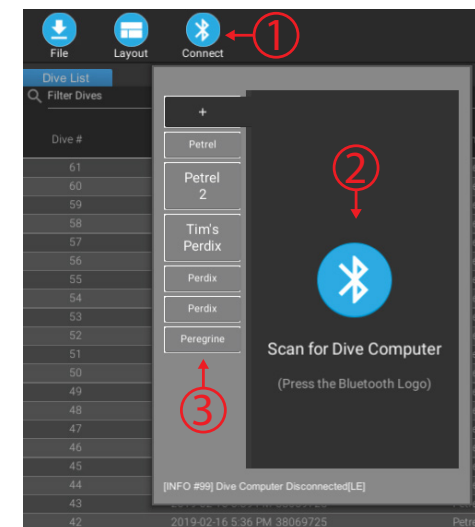 File
Layout
Connect
1
Dive List
Filter Dives
Dive #
61
60
59
58
57
56
55
54
53
52
51
50
49
48
47
46
45
44
43
42
+
Petrel
Petrel
2
Tim's
Perdix
Perdix
Perdix
Peregrine
3
2
Scan for Dive Computer
(Press the Bluetooth Logo)
[INFO #99] Dive Computer Disconnected[LE]
2019-02-16 5:36 PM 38069725